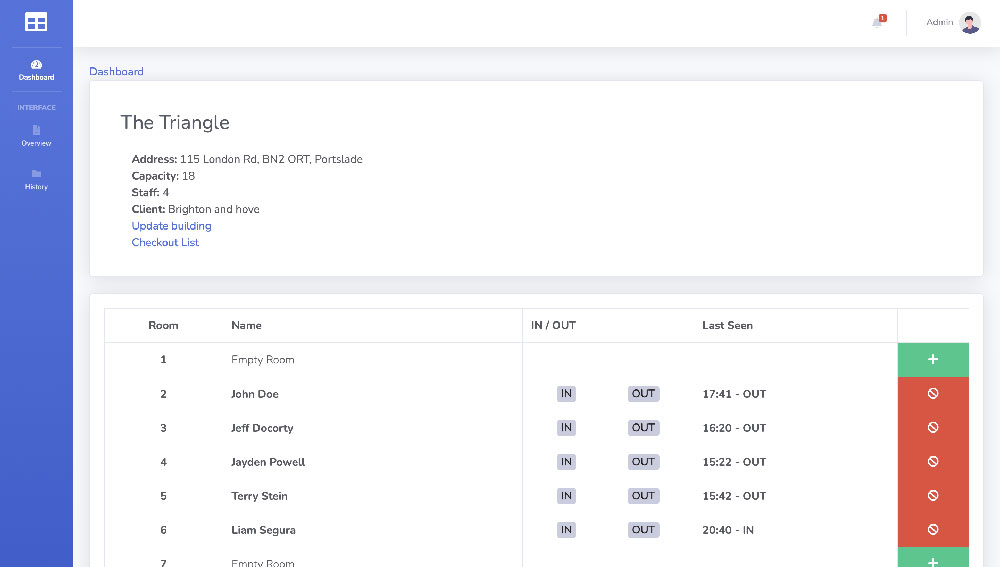 1
Admin
Dashboard
INTERFACE
Overview
History
Dashboard
The Triangle
Address: 115 London Rd, BN2 ORT, Portslade
Capacity: 18
Staff: 4
Client: Brighton and hove
Update building
Checkout List
Room Name IN / OUT Last Seen
1 Empty Room +
2 John Doe IN OUT 17:41 - OUT
3 Jeff Docorty IN OUT 16:20 - OUT
4 Jayden Powell IN OUT 15:22 - OUT
5 Terry Stein IN OUT 15:42 - OUT
6 Liam Segura IN OUT 20:40 - IN
7 Empty Room +